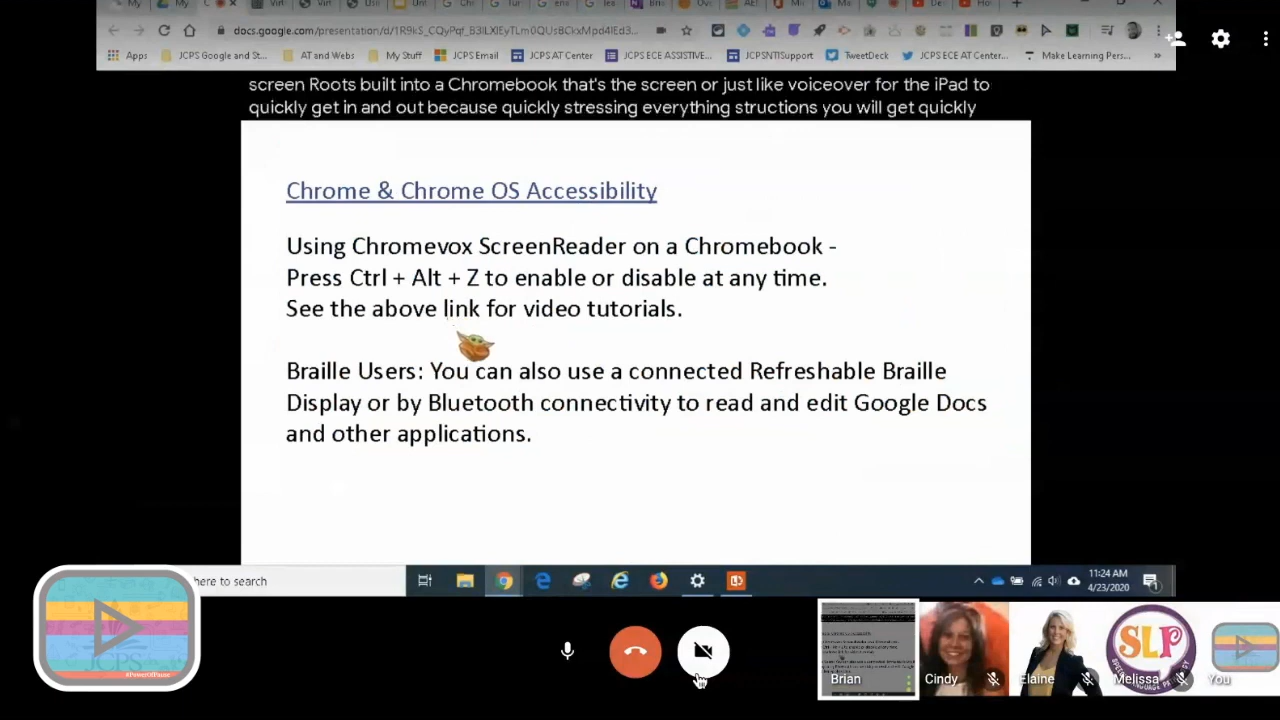 docs.google.com/presentation/d/1R9kS_CQyPqf_B3ILXlEyTLm0QUsBCkxMpd4lEd3...
Apps JCPS Google and St... AT and Webs My Stuff JCPS Email JCPS AT Center JCPS ECE ASSISTIVE... JCPSNTISupport TweetDeck JCPS ECE AT Center... Make Learning Pers... »
screen Roots built into a Chromebook that's the screen or just like voiceover for the iPad to
quickly get in and out because quickly stressing everything structions you will get quickly
Chrome & Chrome OS Accessibility
Using Chromevox ScreenReader on a Chromebook -
Press Ctrl + Alt + Z to enable or disable at any time.
See the above link for video tutorials.
Braille Users: You can also use a connected Refreshable Braille
Display or by Bluetooth connectivity to read and edit Google Docs
and other applications.
here to search
11:24 AM
4/23/2020
JCPS
#PowerOfPause
SLP
Brian Cindy Elaine Melissa You